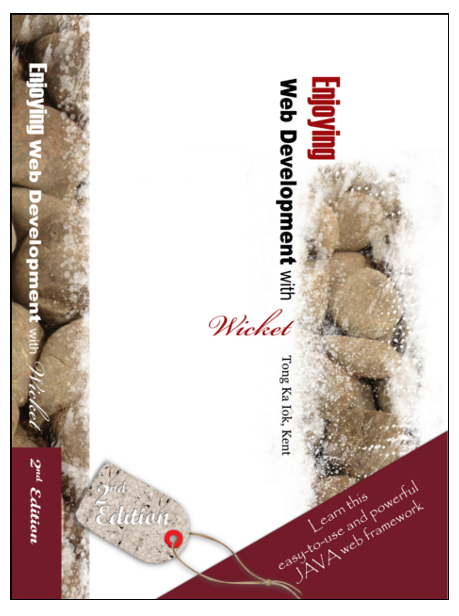 Enjoying Web Development with Wicket
2nd Edition
Enjoying
Web Development with
Wicket
Tong Ka Iok, Kent
2nd
Edition
Learn this
easy-to-use and powerful
JAVA web framework